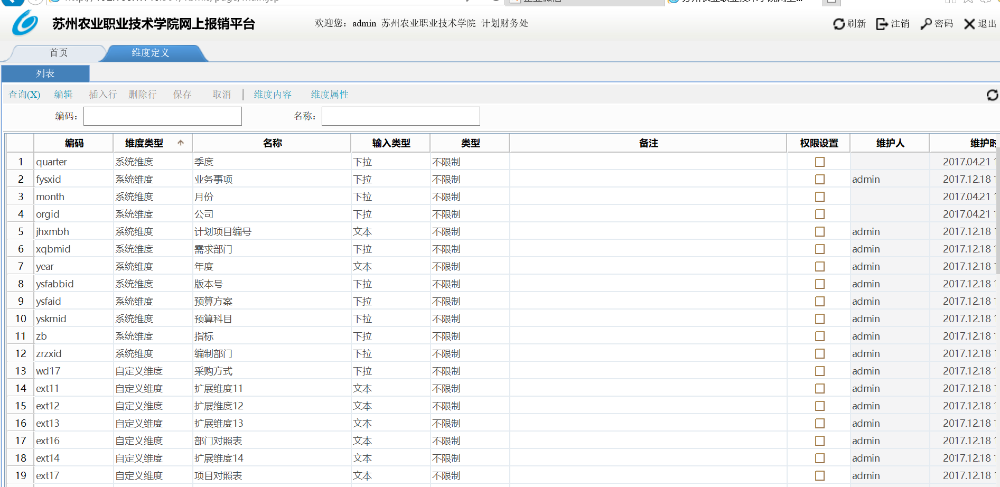 苏州农业职业技术学院网上报销平台 欢迎您：admin 苏州农业职业技术学院 计划财务处 刷新 注销 密码 退出
首页 维度定义
列表
查询(X) 编辑 插入行 删除行 保存 取消 | 维度内容 维度属性
编码： 名称：
编码 维度类型 名称 输入类型 类型 备注 权限设置 维护人 维护时
1 quarter 系统维度 季度 下拉 不限制 2017.04.21
2 fysxid 系统维度 业务事项 下拉 不限制 admin 2017.12.18
3 month 系统维度 月份 下拉 不限制 2017.04.21
4 orgid 系统维度 公司 下拉 不限制 2017.04.21
5 jhxmbh 系统维度 计划项目编号 文本 不限制 admin 2017.12.18
6 xqbmid 系统维度 需求部门 下拉 不限制 admin 2017.12.18
7 year 系统维度 年度 文本 不限制 admin 2017.12.18
8 ysfabbid 系统维度 版本号 下拉 不限制 admin 2017.12.18
9 ysfaid 系统维度 预算方案 下拉 不限制 admin 2017.12.18
10 yskmid 系统维度 预算科目 下拉 不限制 admin 2017.12.18
11 zb 系统维度 指标 下拉 不限制 admin 2017.12.18
12 zrzxid 系统维度 编制部门 下拉 不限制 admin 2017.12.18
13 wd17 自定义维度 采购方式 下拉 不限制 admin 2017.12.18
14 ext11 自定义维度 扩展维度11 文本 不限制 admin 2017.12.18
15 ext12 自定义维度 扩展维度12 文本 不限制 admin 2017.12.18
16 ext13 自定义维度 扩展维度13 文本 不限制 admin 2017.12.18
17 ext16 自定义维度 部门对照表 文本 不限制 admin 2017.12.18
18 ext14 自定义维度 扩展维度14 文本 不限制 admin 2017.12.18
19 ext17 自定义维度 项目对照表 文本 不限制 admin 2017.12.18